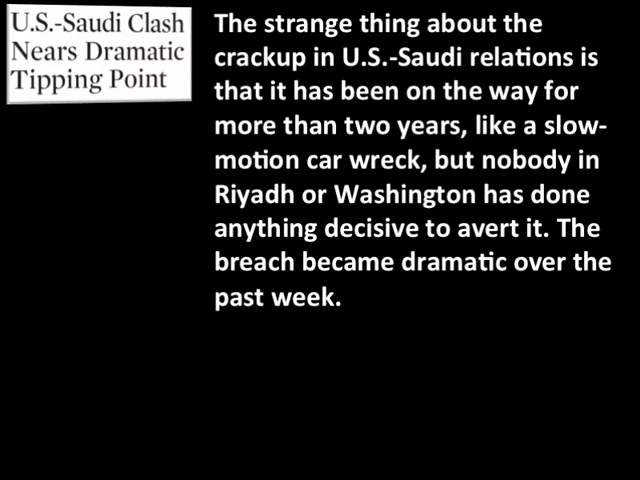 U.S.-Saudi Clash
Nears Dramatic
Tipping Point
The strange thing about the
crackup in U.S.-Saudi relations is
that it has been on the way for
more than two years, like a slow-
motion car wreck, but nobody in
Riyadh or Washington has done
anything decisive to avert it. The
breach became dramatic over the
past week.